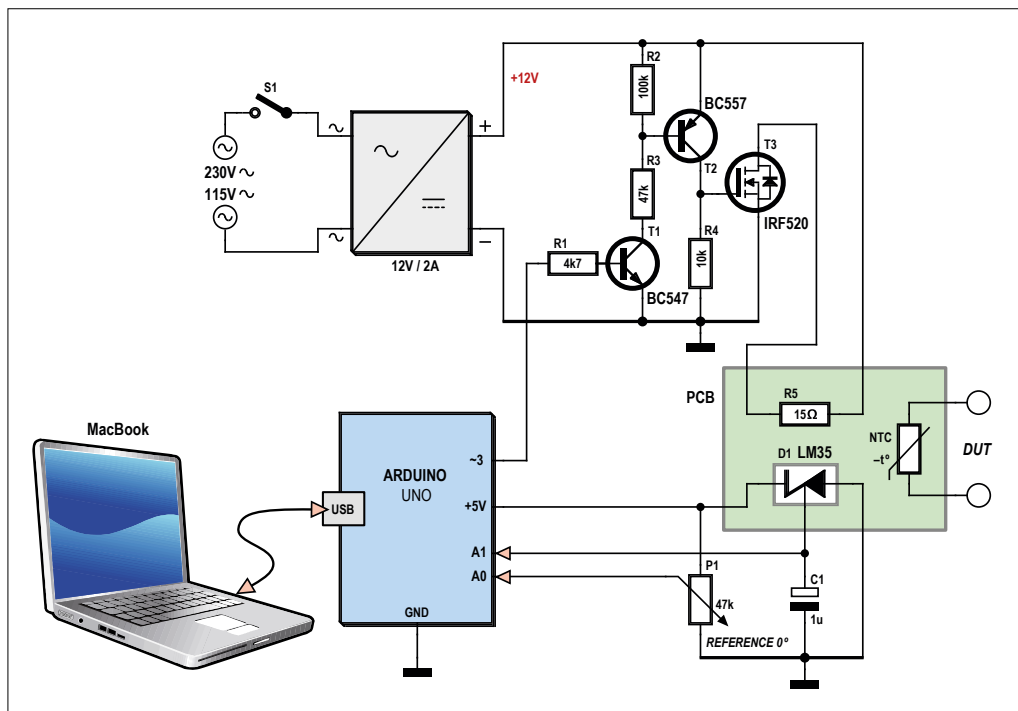 S1
230V
115V
12V / 2A
+
–
+12V
R2
100k
BC557
T2
R3
47k
T1
R1
4k7
BC547
R4
10k
T3
IRF520
PCB
R5
15Ω
D1 LM35
NTC
–t°
DUT
MacBook
USB
ARDUINO
UNO
~3
+5V
A1
A0
GND
P1
47k
REFERENCE 0°
C1
1u